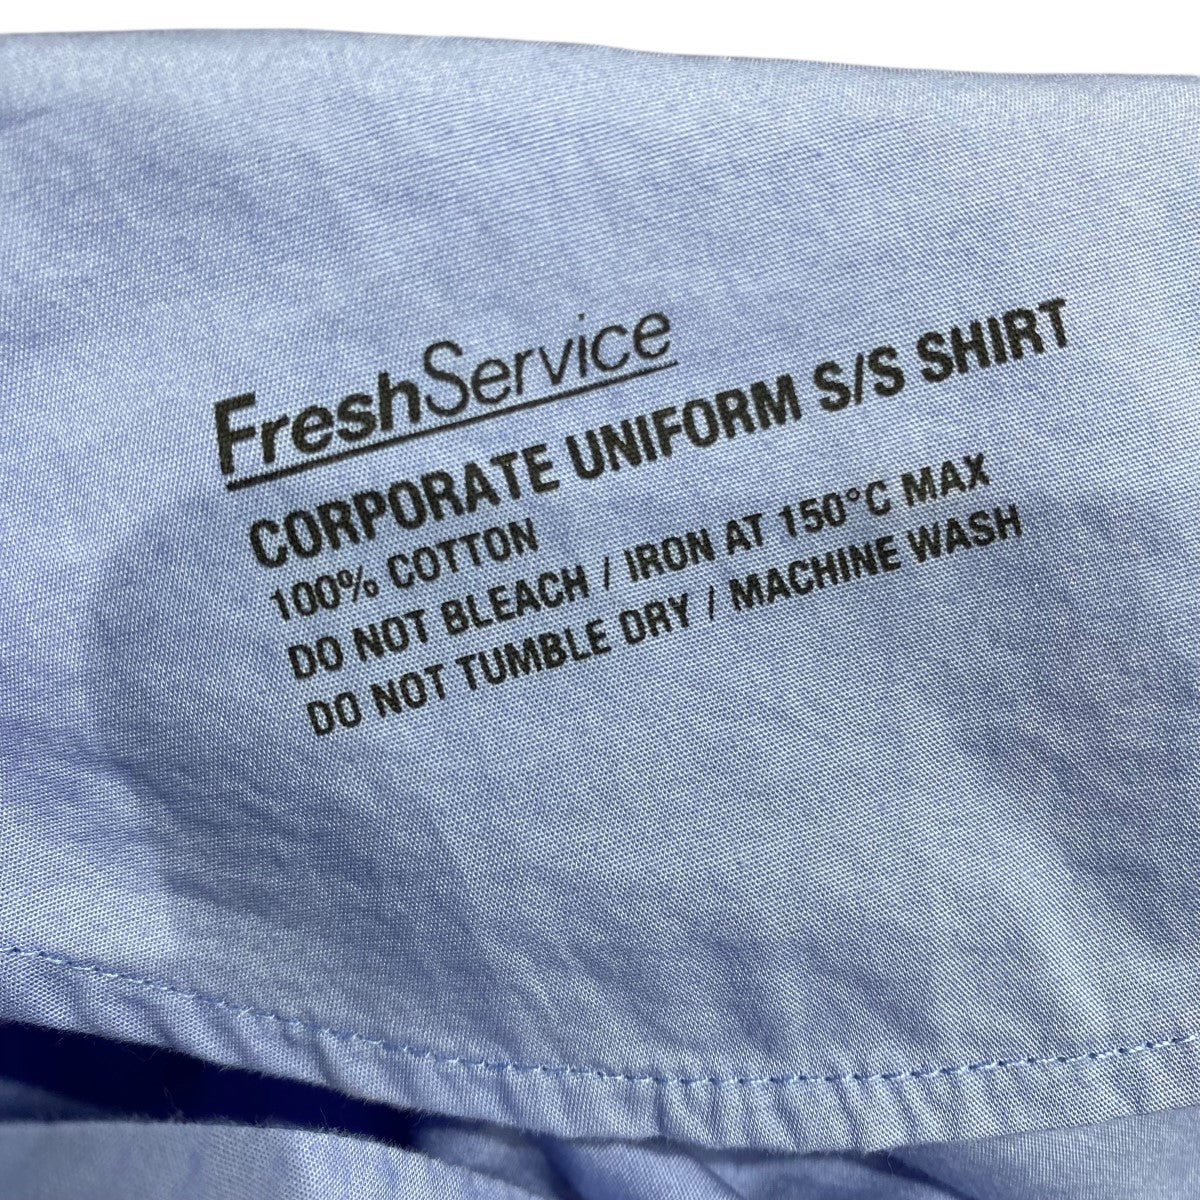 FreshService
CORPORATE UNIFORM S/S SHIRT
100% COTTON
DO NOT BLEACH / IRON AT 150°C MAX
DO NOT TUMBLE DRY / MACHINE WASH